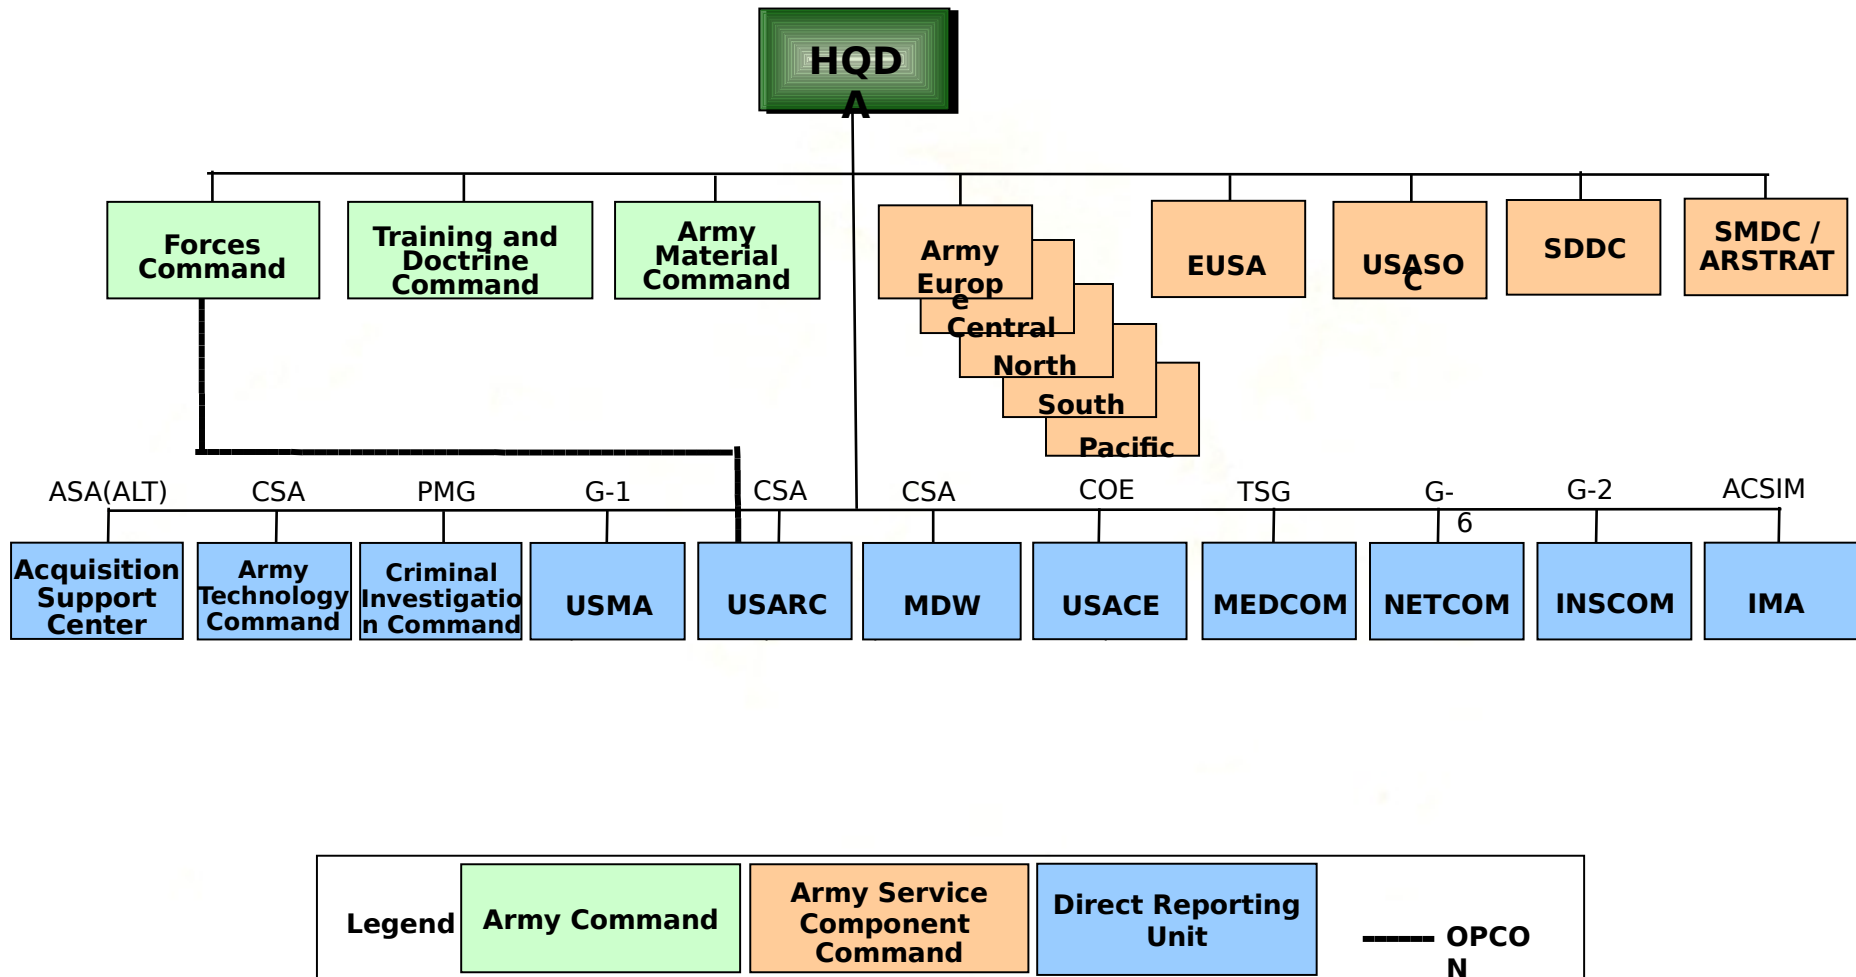 HQD
A
Forces
Command
Training and
Doctrine
Command
Army
Material
Command
Army
Europ
e
Central
North
South
Pacific
EUSA
USASO
C
SDDC
SMDC /
ARSTRAT
ASA(ALT)
CSA
PMG
G-1
CSA
CSA
COE
TSG
G-
6
G-2
ACSIM
Acquisition
Support
Center
Army
Technology
Command
Criminal
Investigatio
n Command
USMA
USARC
MDW
USACE
MEDCOM
NETCOM
INSCOM
IMA
Legend
Army Command
Army Service
Component
Command
Direct Reporting
Unit
OPCO
N